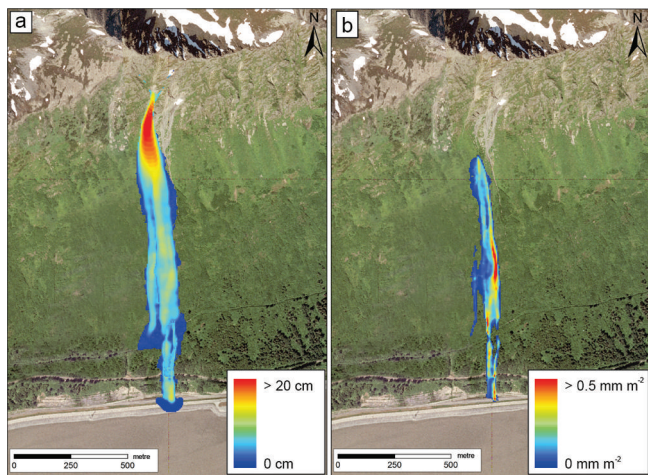 a
N
> 20 cm
0 cm
metre
0 250 500
b
N
> 0.5 mm m⁻²
0 mm m⁻²
metre
0 250 500